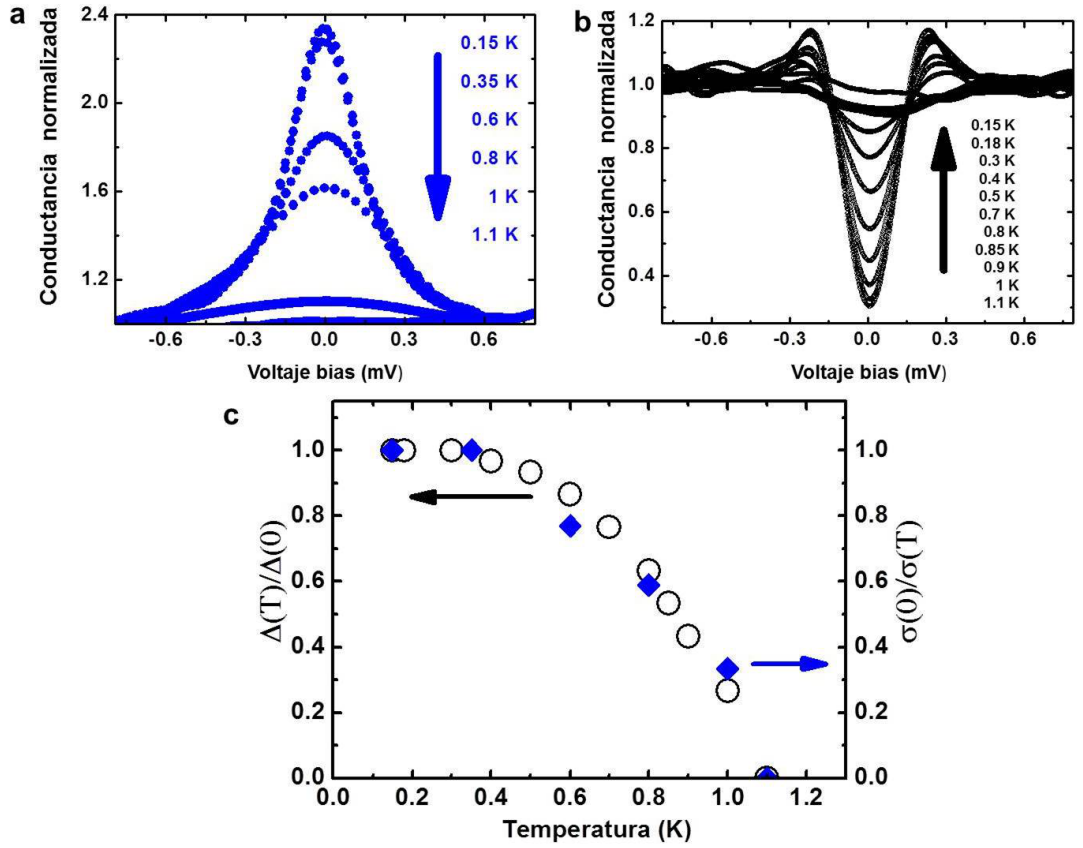 a
2.4
2.0
1.6
1.2
Conductancia normalizada
0.15 K
0.35 K
0.6 K
0.8 K
1 K
1.1 K
-0.6 -0.3 0.0 0.3 0.6
Voltaje bias (mV)
b
1.2
1.0
0.8
0.6
0.4
Conductancia normalizada
0.15 K
0.18 K
0.3 K
0.4 K
0.5 K
0.7 K
0.8 K
0.85 K
0.9 K
1 K
1.1 K
-0.6 -0.3 0.0 0.3 0.6
Voltaje bias (mV)
c
1.0
0.8
0.6
0.4
0.2
0.0
Δ(T)/Δ(0)
1.0
0.8
0.6
0.4
0.2
0.0
σ(0)/σ(T)
0.0 0.2 0.4 0.6 0.8 1.0 1.2
Temperatura (K)